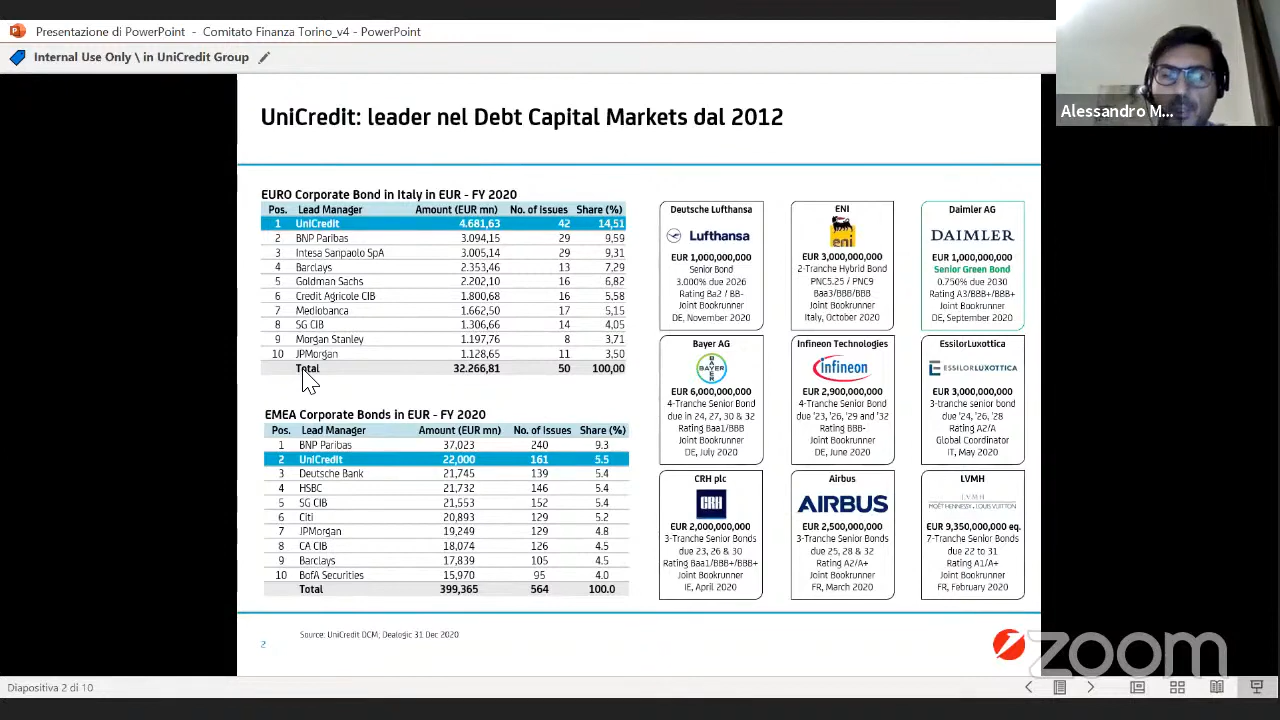 Presentazione di PowerPoint - Comitato Finanza Torino_v4 - PowerPoint
Internal Use Only \ in UniCredit Group
Alessandro M...
UniCredit: leader nel Debt Capital Markets dal 2012
EURO Corporate Bond in Italy in EUR - FY 2020
Pos. Lead Manager Amount (EUR mn) No. of Issues Share (%)
1 UniCredit 4.681,63 42 14,51
2 BNP Paribas 3.094,15 29 9,59
3 Intesa Sanpaolo SpA 3.005,14 29 9,31
4 Barclays 2.353,46 13 7,29
5 Goldman Sachs 2.202,10 16 6,82
6 Credit Agricole CIB 1.800,68 16 5,58
7 Mediobanca 1.662,50 17 5,15
8 SG CIB 1.306,66 14 4,05
9 Morgan Stanley 1.197,76 8 3,71
10 JPMorgan 1.128,65 11 3,50
Total 32.266,81 50 100,00
EMEA Corporate Bonds in EUR - FY 2020
Pos. Lead Manager Amount (EUR mn) No. of Issues Share (%)
1 BNP Paribas 37,023 240 9.3
2 UniCredit 22,000 161 5.5
3 Deutsche Bank 21,745 139 5.4
4 HSBC 21,732 146 5.4
5 SG CIB 21,553 152 5.4
6 Citi 20,893 129 5.2
7 JPMorgan 19,249 129 4.8
8 CA CIB 18,074 126 4.5
9 Barclays 17,839 105 4.5
10 BofA Securities 15,970 95 4.0
Total 399,365 564 100.0
Deutsche Lufthansa
Lufthansa
EUR 1,000,000,000
Senior Bond
3.000% due 2026
Rating Ba2 / BB-
Joint Bookrunner
DE, November 2020
ENI
eni
EUR 3,000,000,000
2-Tranche Hybrid Bond
PNC5.25 / PNC9
Baa3/BBB/BBB
Joint Bookrunner
Italy, October 2020
Daimler AG
DAIMLER
EUR 1,000,000,000
Senior Green Bond
0.750% due 2030
Rating A3/BBB+/BBB+
Joint Bookrunner
DE, September 2020
Bayer AG
BAYER
BAYER
EUR 6,000,000,000
4-Tranche Senior Bond
due in 24, 27, 30 & 32
Rating Baa1/BBB
Joint Bookrunner
DE, July 2020
Infineon Technologies
infineon
EUR 2,900,000,000
4-Tranche Senior Bond
due '23, '26, '29 and '32
Rating BBB-
Joint Bookrunner
DE, June 2020
EssilorLuxottica
ESSILORLUXOTTICA
EUR 3,000,000,000
3-tranche senior bond
due '24, '26, '28
Rating A2/A
Global Coordinator
IT, May 2020
CRH plc
CRH
EUR 2,000,000,000
3-Tranche Senior Bonds
due 23, 26 & 30
Rating Baa1/BBB+/BBB+
Joint Bookrunner
IE, April 2020
Airbus
AIRBUS
EUR 2,500,000,000
3-Tranche Senior Bonds
due 25, 28 & 32
Rating A2/A+
Joint Bookrunner
FR, March 2020
LVMH
LVMH
MOËT HENNESSY • LOUIS VUITTON
EUR 9,350,000,000 eq.
7-Tranche Senior Bonds
due 22 to 31
Rating A1/A+
Joint Bookrunner
FR, February 2020
Source: UniCredit DCM, Dealogic 31 Dec 2020
2
zoom
Diapositiva 2 di 10